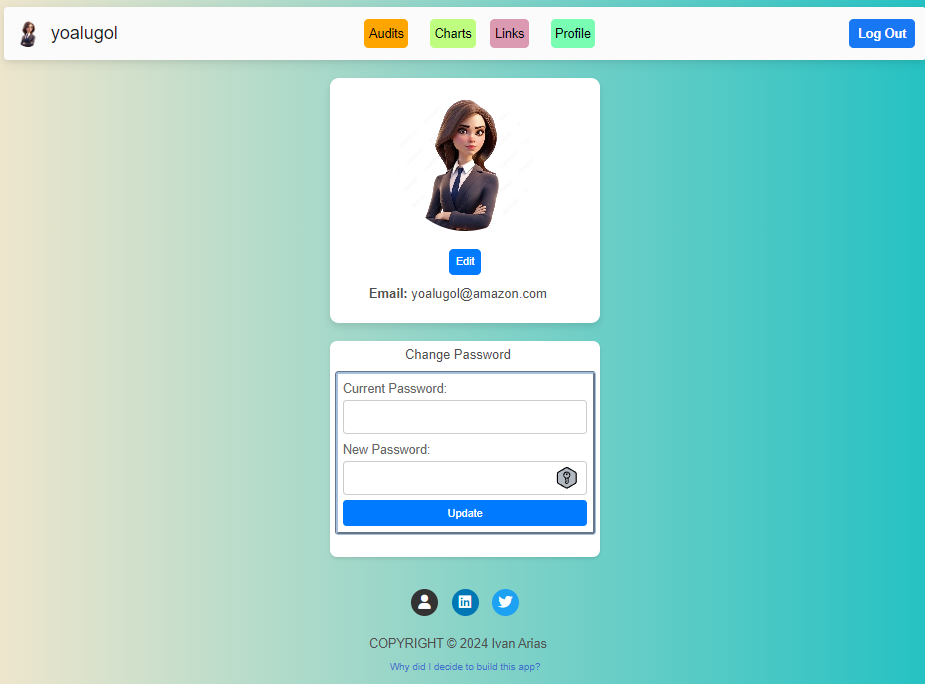 yoalugol
Audits
Charts
Links
Profile
Log Out
Edit
Email: yoalugol@amazon.com
Change Password
Current Password:
New Password:
Update
COPYRIGHT © 2024 Ivan Arias
Why did I decide to build this app?